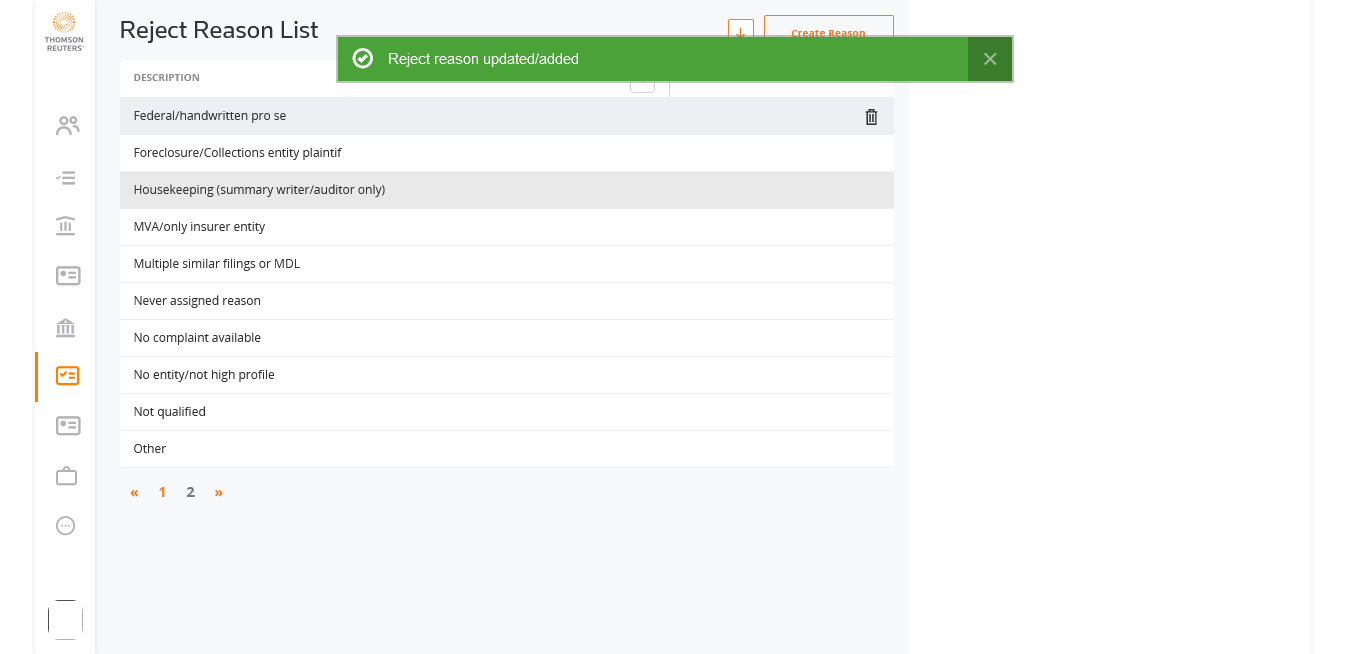 THOMSON
REUTERS
Reject Reason List
Create Reason
Reject reason updated/added
DESCRIPTION
Federal/handwritten pro se
Foreclosure/Collections entity plaintif
Housekeeping (summary writer/auditor only)
MVA/only insurer entity
Multiple similar filings or MDL
Never assigned reason
No complaint available
No entity/not high profile
Not qualified
Other
« 1 2 »